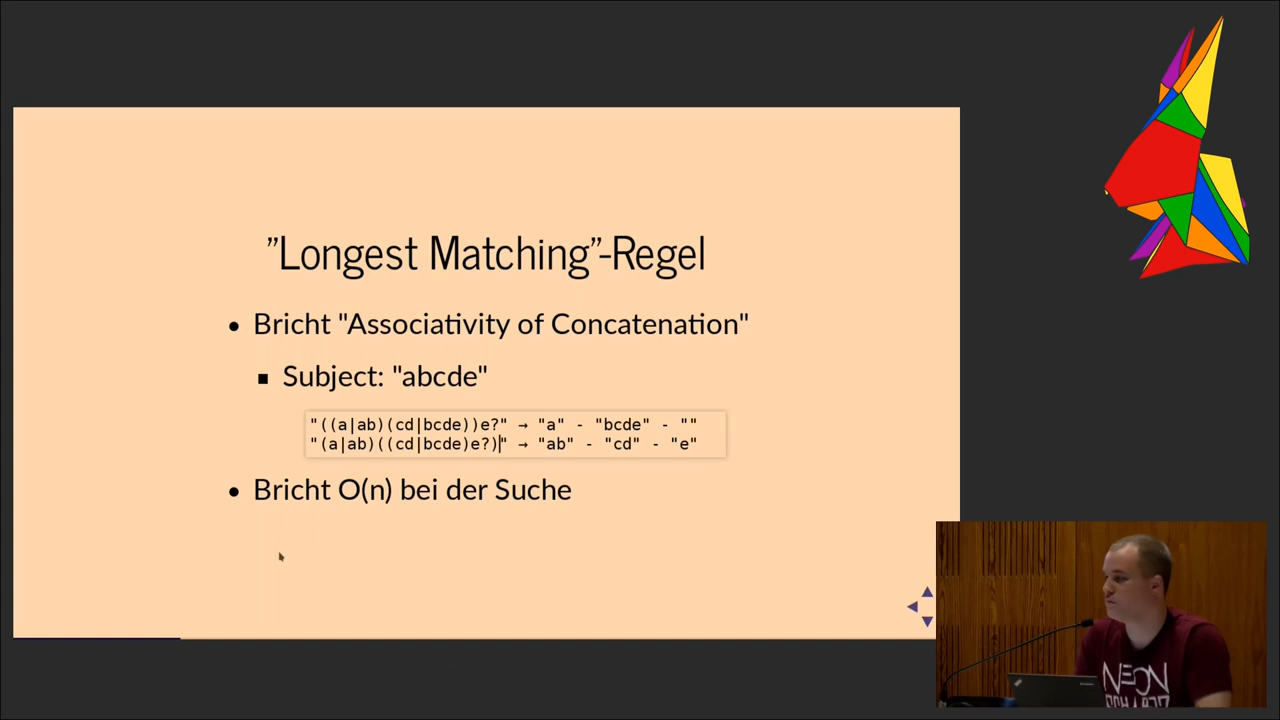 "Longest Matching"-Regel
• Bricht "Associativity of Concatenation"
▪ Subject: "abcde"
"((a|ab)(cd|bcde))e?" → "a" - "bcde" - ""
"(a|ab)((cd|bcde)e?)" → "ab" - "cd" - "e"
• Bricht O(n) bei der Suche
NEON